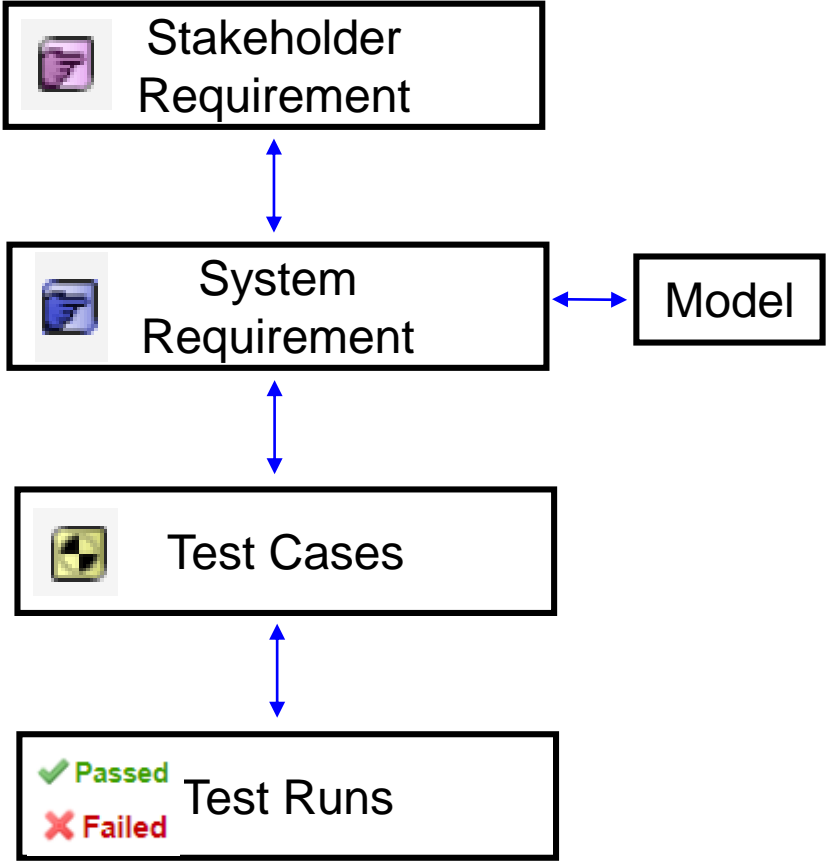 Stakeholder
Requirement
System
Requirement
Model
Test Cases
Passed
Test Runs
Failed